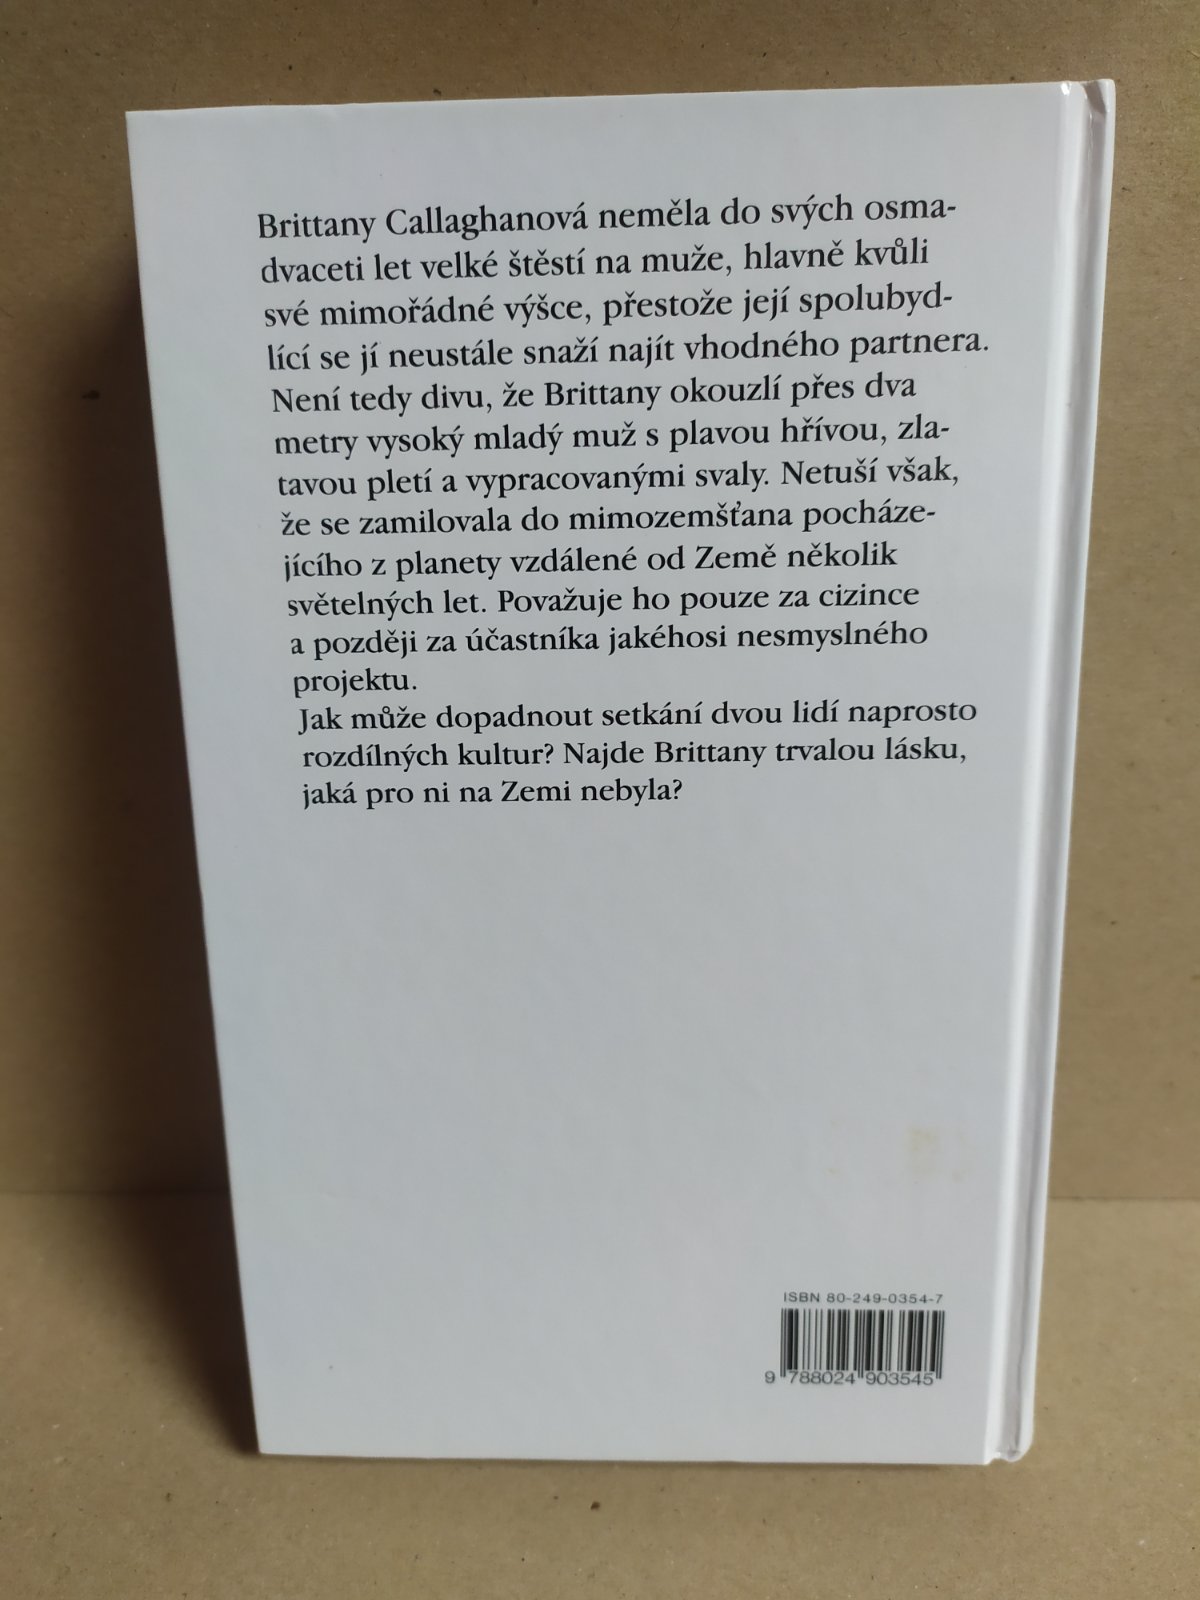 Brittany Callaghanová neměla do svých osma-
dvaceti let velké štěstí na muže, hlavně kvůli
své mimořádné výšce, přestože její spolubyd-
lící se jí neustále snaží najít vhodného partnera.
Není tedy divu, že Brittany okouzlí přes dva
metry vysoký mladý muž s plavou hřívou, zla-
tavou pletí a vypracovanými svaly. Netuší však,
že se zamilovala do mimozemšťana pocháze-
jícího z planety vzdálené od Země několik
světelných let. Považuje ho pouze za cizince
a později za účastníka jakéhosi nesmyslného
projektu.
Jak může dopadnout setkání dvou lidí naprosto
rozdílných kultur? Najde Brittany trvalou lásku,
jaká pro ni na Zemi nebyla?
ISBN 80-249-0354-7
9 788024 903545